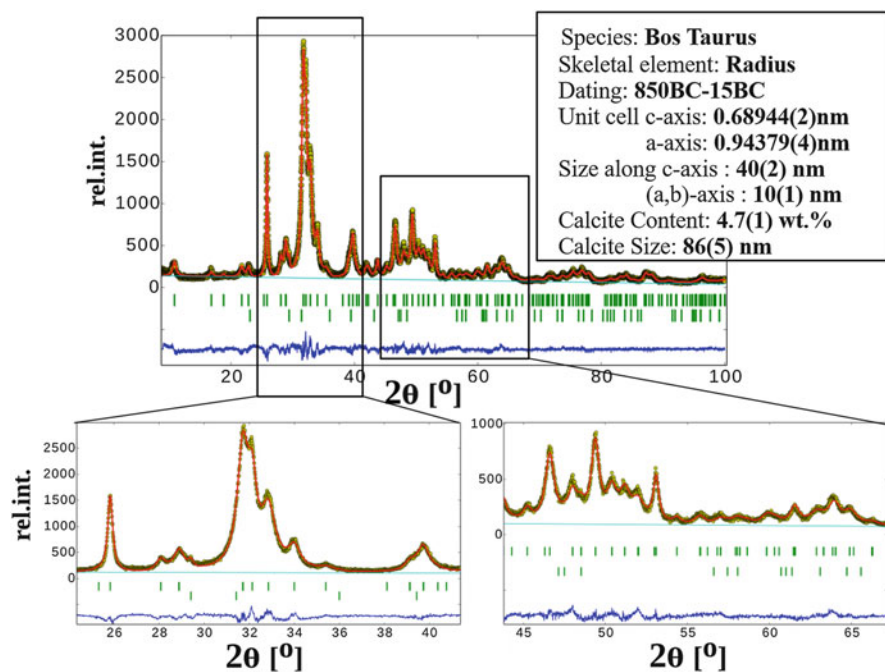 Species: Bos Taurus
Skeletal element: Radius
Dating: 850BC-15BC
Unit cell c-axis: 0.68944(2)nm
a-axis: 0.94379(4)nm
Size along c-axis : 40(2) nm
(a,b)-axis : 10(1) nm
Calcite Content: 4.7(1) wt.%
Calcite Size: 86(5) nm
rel.int.
3000
2500
2000
1500
1000
500
0
20 40 60 80 100
2θ [º]
rel.int.
2500
2000
1500
1000
500
0
26 28 30 32 34 36 38 40
2θ [º]
1000
500
0
45 50 55 60 65
2θ [º]